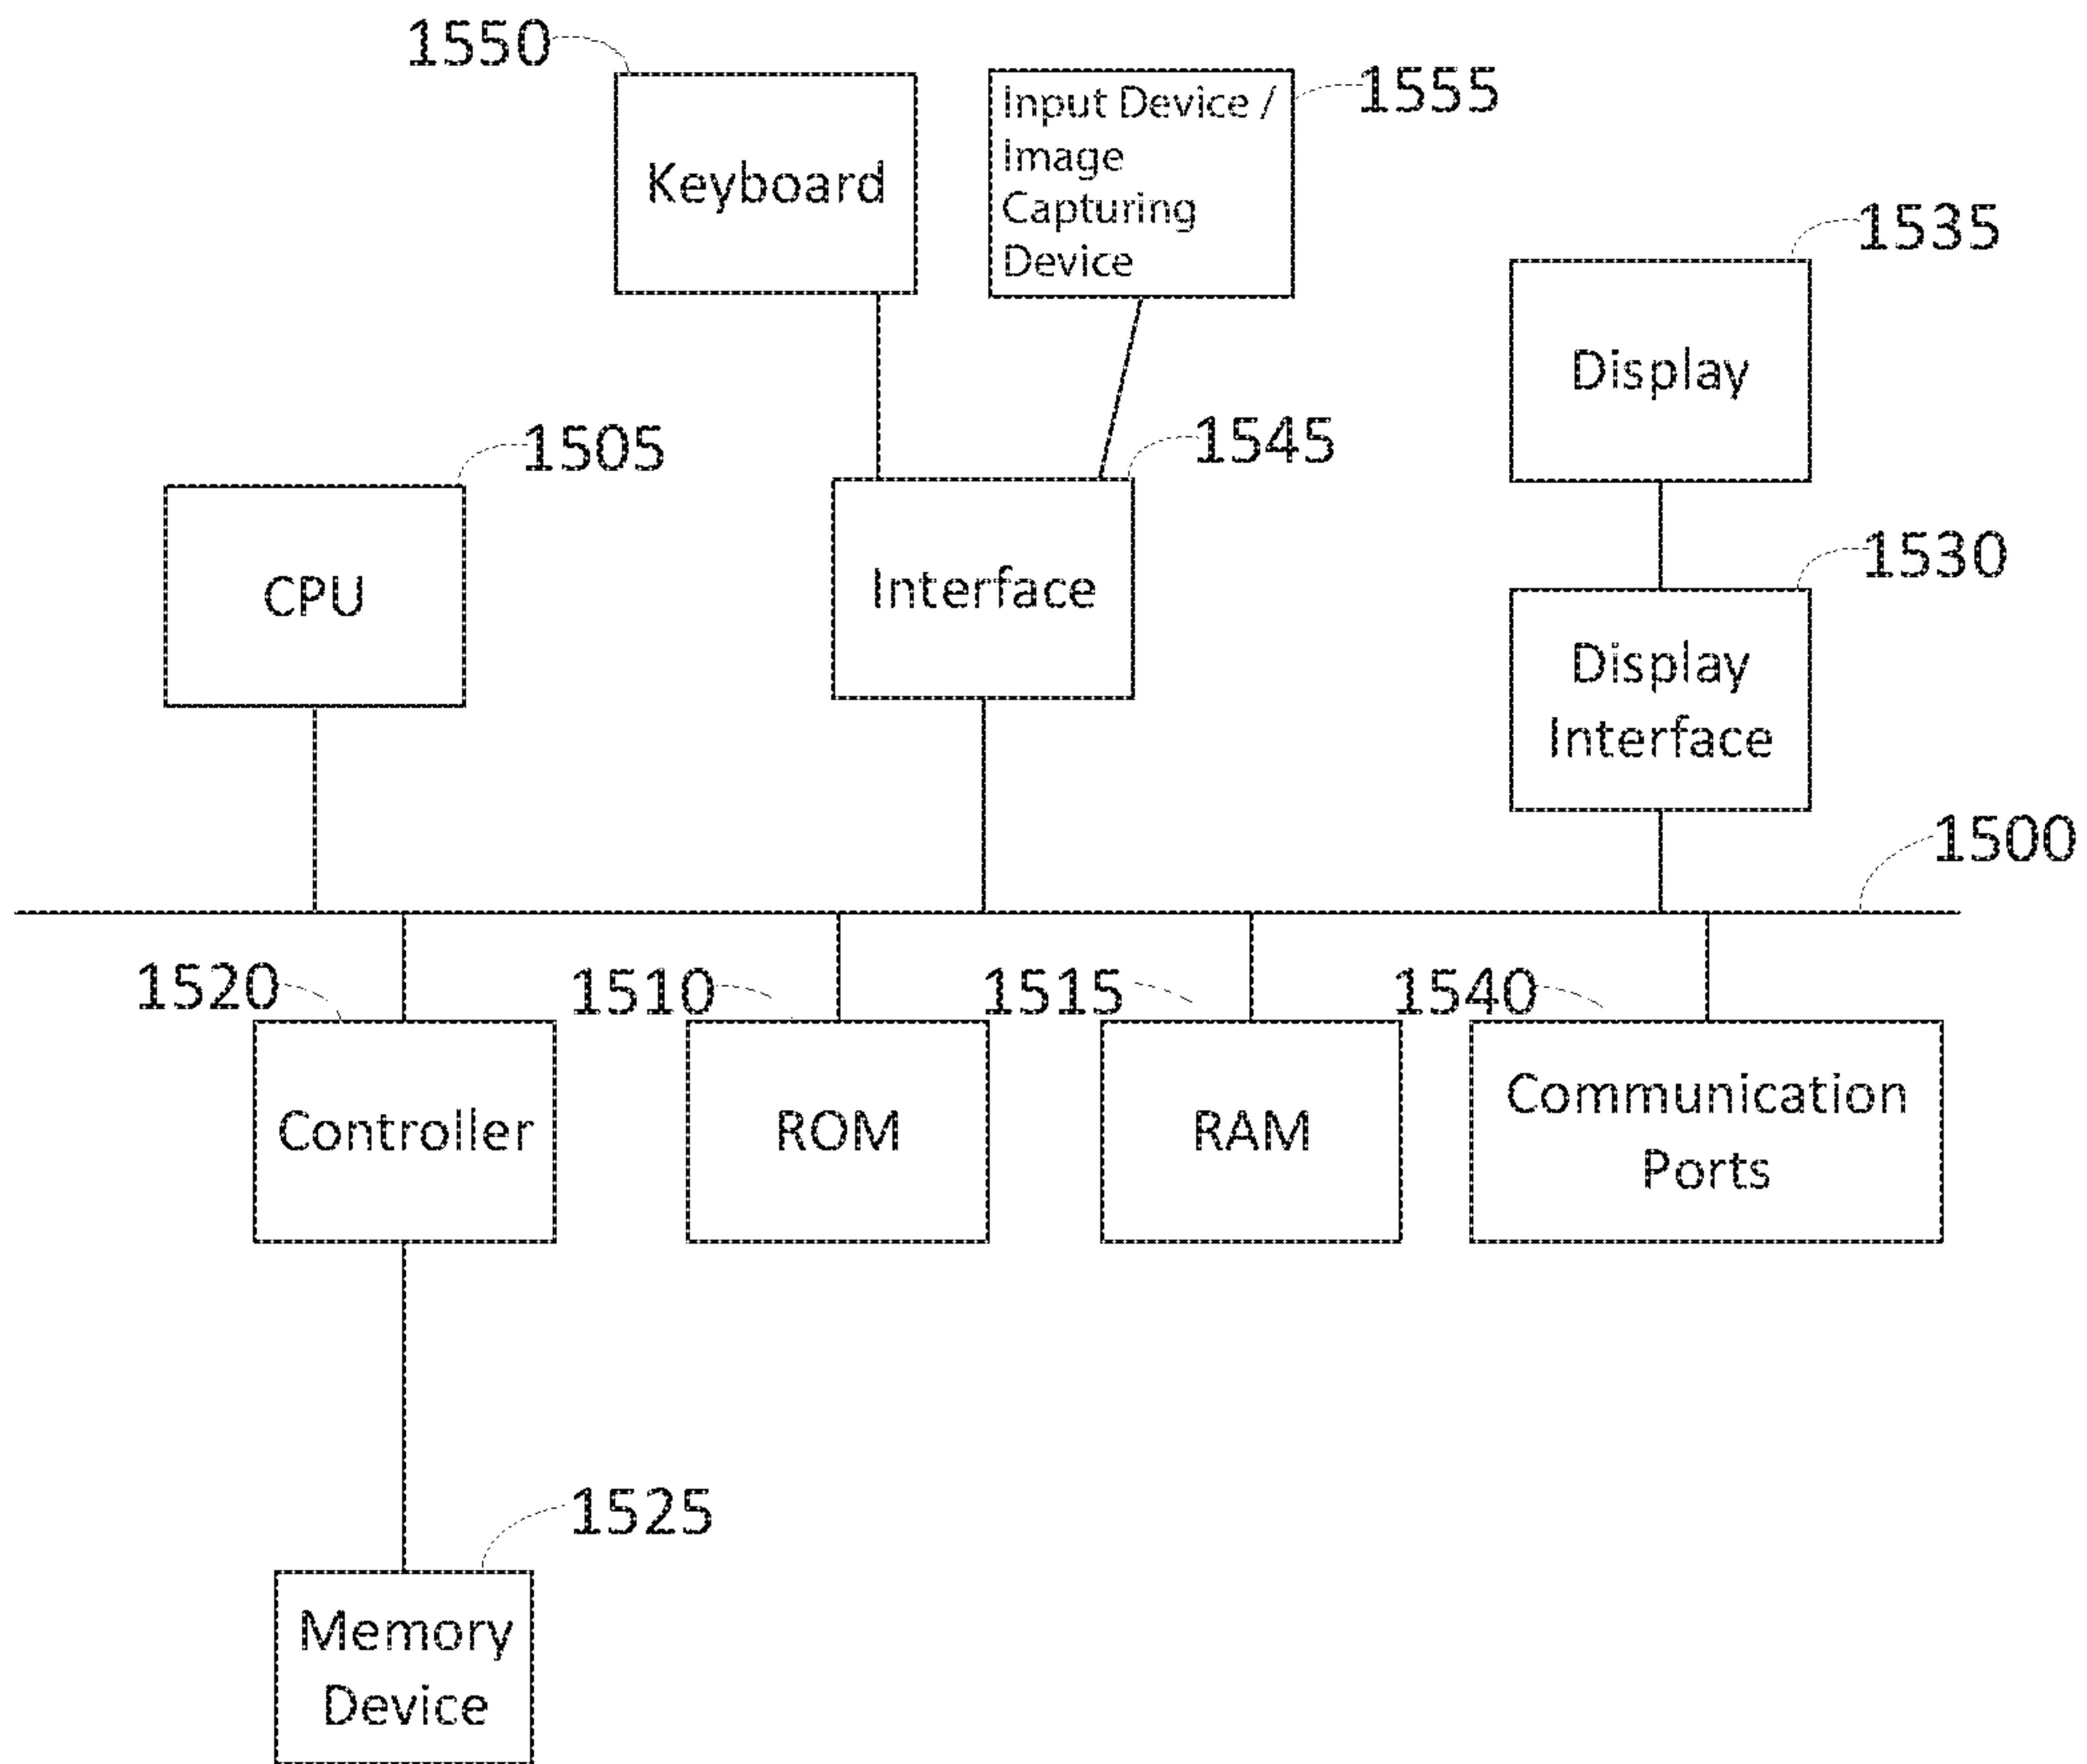 1550
1555
Keyboard
Input Device /
Image
Capturing
Device
1535
Display
1505
1545
CPU
Interface
1530
Display
Interface
1500
1520
1510
1515
1540
Controller
ROM
RAM
Communication
Ports
1525
Memory
Device